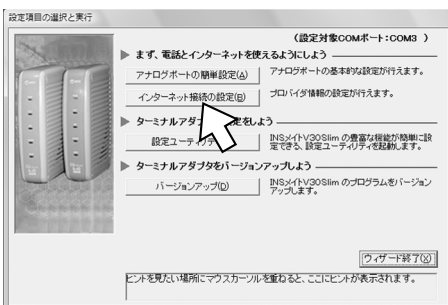 設定項目の選択と実行
（設定対象COMポート：COM3 ）
まず、電話とインターネットを使えるようにしよう
アナログポートの簡単設定(A)
アナログポートの基本的な設定が行えます。
インターネット接続の設定(B)
プロバイダ情報の設定が行えます。
ターミナルアダプ 定をしよう
設定ユーティリテ
INSメイトV30Slim の豊富な機能が簡単に設
定できる、設定ユーティリティを起動します。
ターミナルアダプタをバージョンアップしよう
バージョンアップ(D)
INSメイトV30Slim のプログラムをバージョン
アップします。
ウィザード終了(X)
ヒントを見たい場所にマウスカーソルを重ねると、ここにヒントが表示されます。